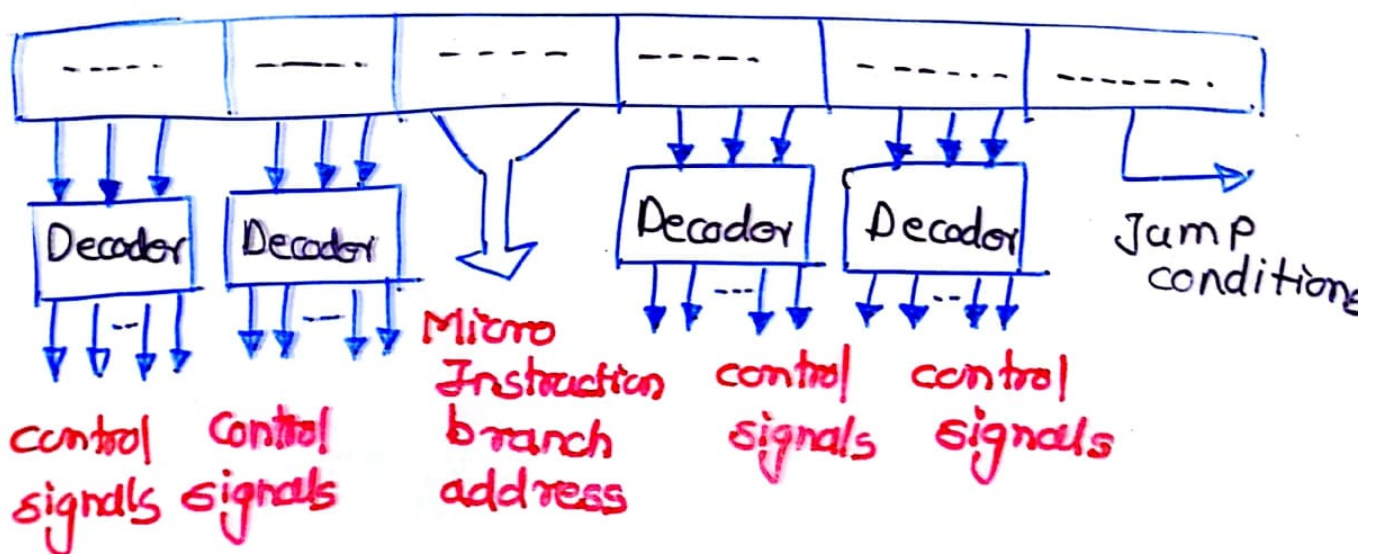 Decoder
Decoder
Decoder
Decoder
Jump
conditions
Micro
Instruction
branch
address
control
signals
control
signals
control
signals
control
signals